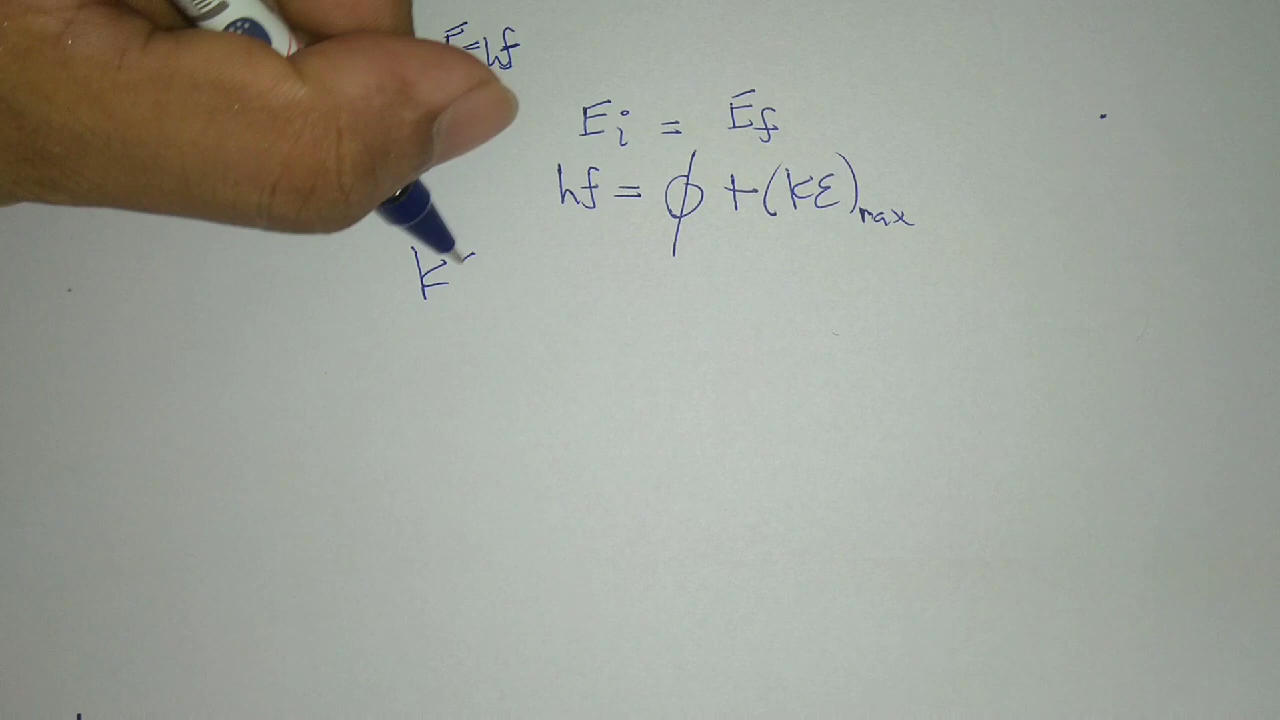 E=hf
Ei = Ef
hf = ϕ + (KE)max
K